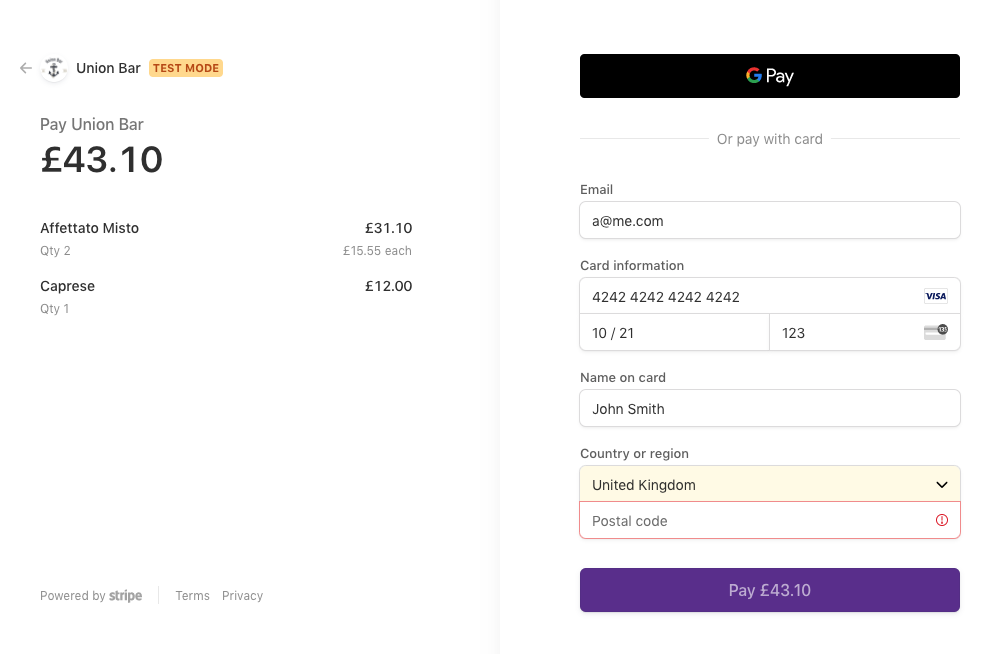 Union Bar TEST MODE
Pay Union Bar
£43.10
Affettato Misto £31.10
Qty 2 £15.55 each
Caprese £12.00
Qty 1
Powered by stripe Terms Privacy
G Pay
Or pay with card
Email
a@me.com
Card information
4242 4242 4242 4242 VISA
10 / 21 123
Name on card
John Smith
Country or region
United Kingdom
Postal code
Pay £43.10